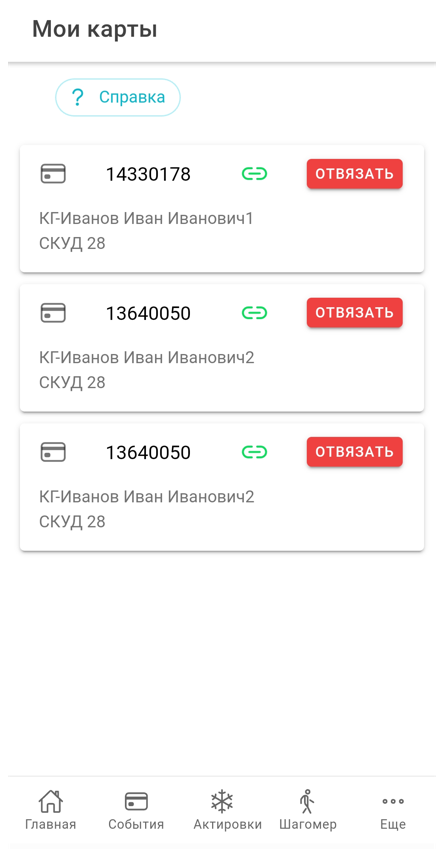 Мои карты
? Справка
14330178 ОТВЯЗАТЬ
КГ-Иванов Иван Иванович1
СКУД 28
13640050 ОТВЯЗАТЬ
КГ-Иванов Иван Иванович2
СКУД 28
13640050 ОТВЯЗАТЬ
КГ-Иванов Иван Иванович2
СКУД 28
Главная События Актировки Шагомер Еще